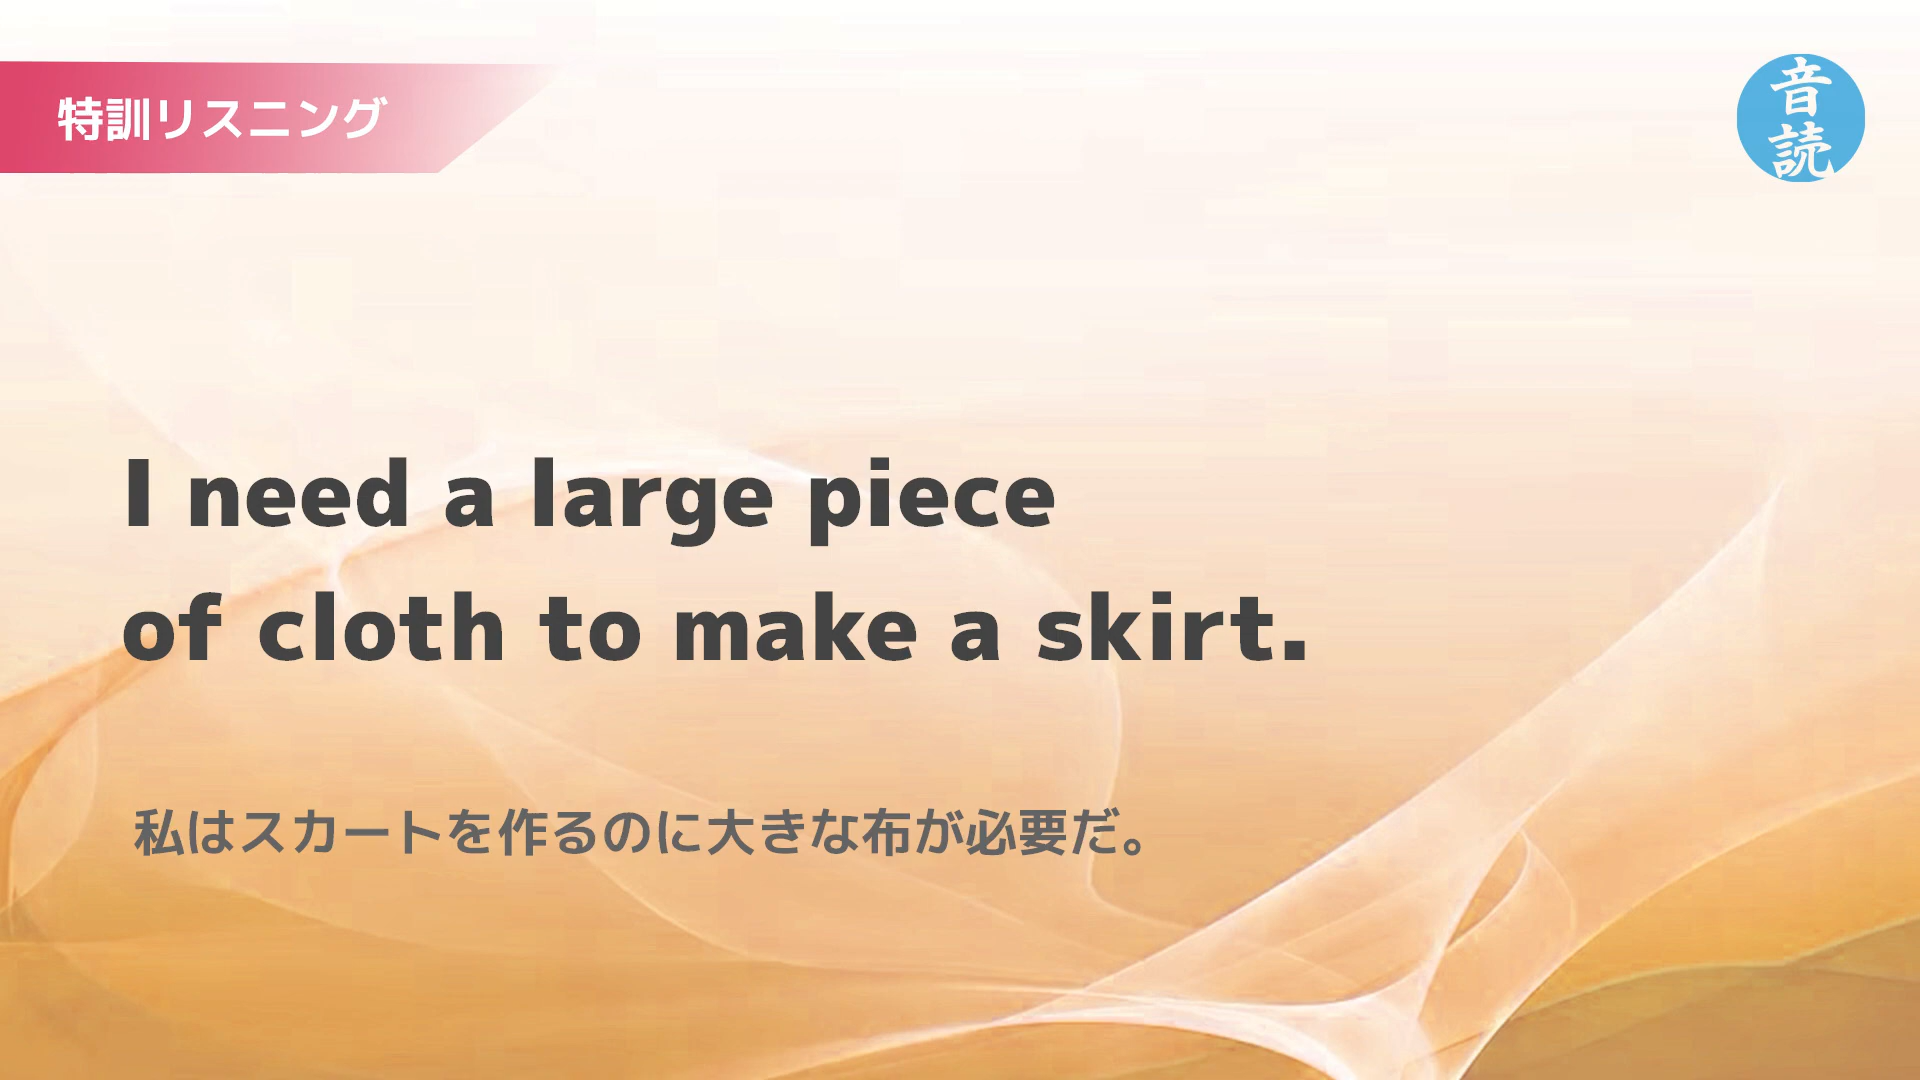 特訓リスニング
音読
I need a large piece
of cloth to make a skirt.
私はスカートを作るのに大きな布が必要だ。